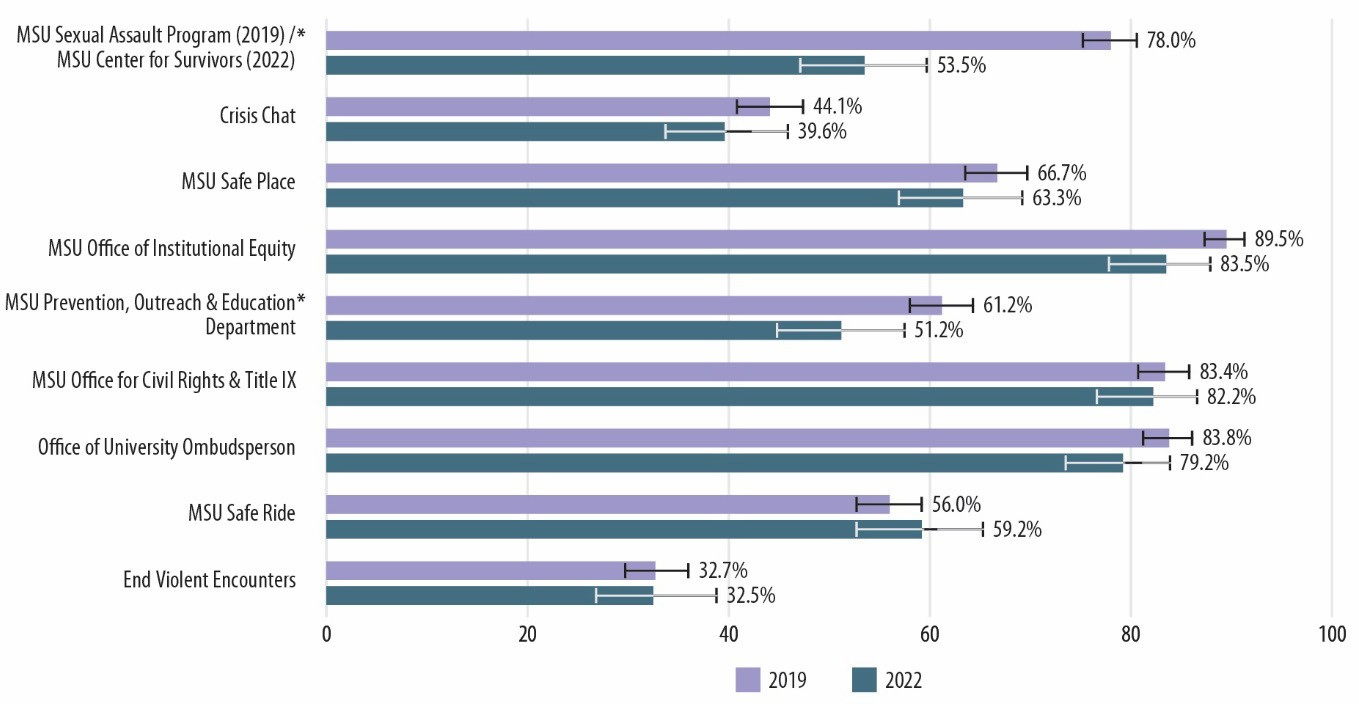 MSU Sexual Assault Program (2019) /*
MSU Center for Survivors (2022)
78.0%
53.5%
Crisis Chat
44.1%
39.6%
MSU Safe Place
66.7%
63.3%
MSU Office of Institutional Equity
89.5%
83.5%
MSU Prevention, Outreach & Education*
Department
61.2%
51.2%
MSU Office for Civil Rights & Title IX
83.4%
82.2%
Office of University Ombudsperson
83.8%
79.2%
MSU Safe Ride
56.0%
59.2%
End Violent Encounters
32.7%
32.5%
0 20 40 60 80 100
2019 2022